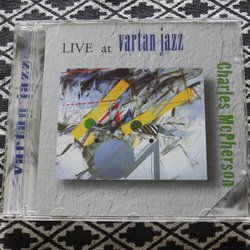 LIVE at vartan jazz
Charles McPherson
vartan jazz